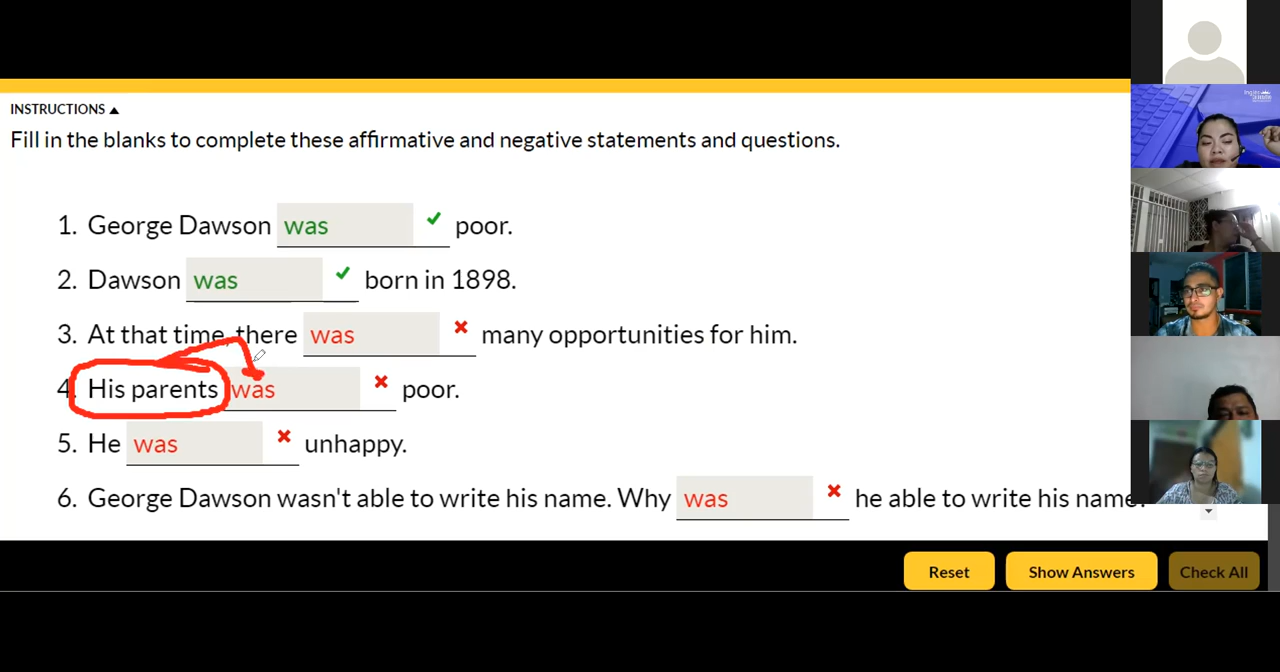 INSTRUCTIONS
Fill in the blanks to complete these affirmative and negative statements and questions.
1. George Dawson was poor.
2. Dawson was born in 1898.
3. At that time, there was many opportunities for him.
4. His parents was poor.
5. He was unhappy.
6. George Dawson wasn't able to write his name. Why was he able to write his name?
Reset Show Answers Check All